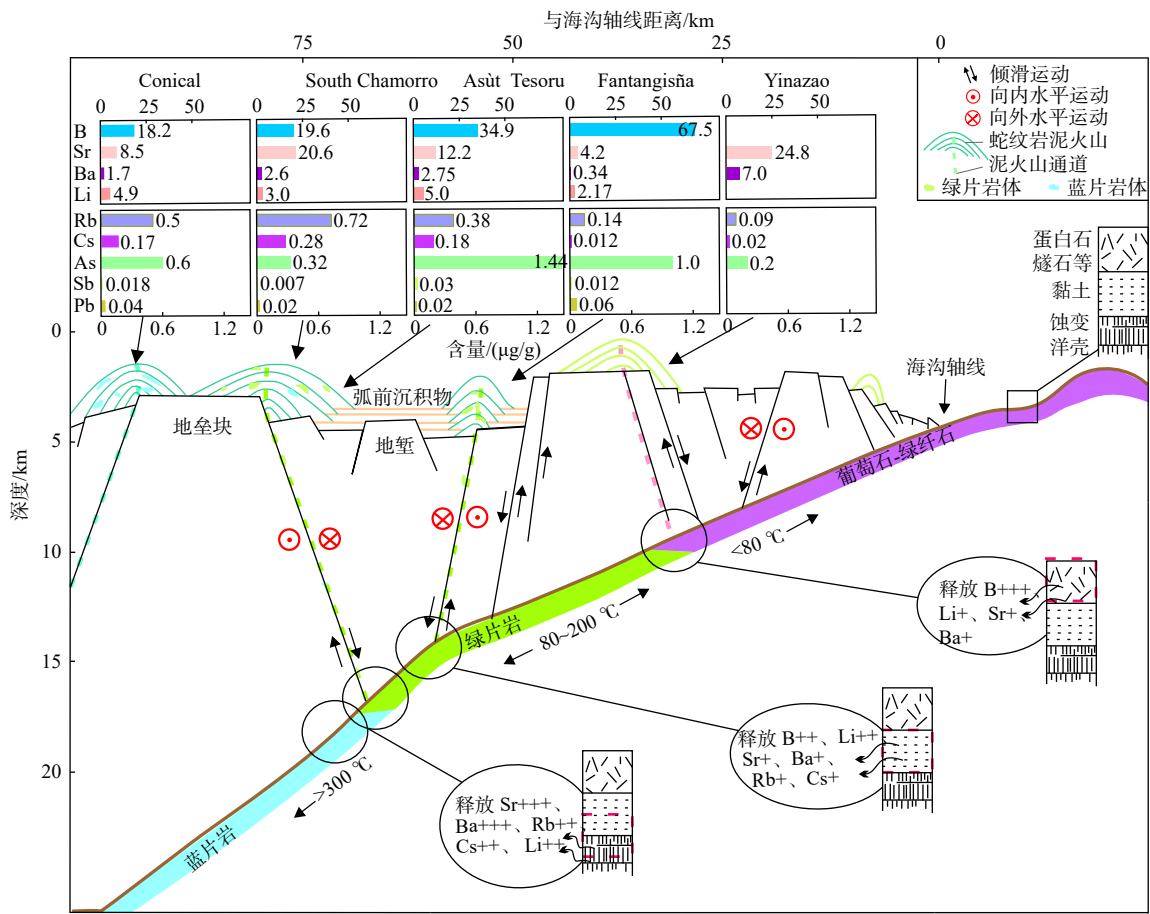 与海沟轴线距离/km
75 50 25 0
Conical South Chamorro Asùt Tesoru Fantangisña Yinazao
0 25 50 0 25 50 0 25 50 0 25 50 0 25 50
B 18.2 19.6 34.9 67.5
Sr 8.5 20.6 12.2 4.2 24.8
Ba 1.7 2.6 2.75 0.34 7.0
Li 4.9 3.0 5.0 2.17
Rb 0.5 0.72 0.38 0.14 0.09
Cs 0.17 0.28 0.18 0.012 0.02
As 0.6 0.32 1.44 1.0 0.2
Sb 0.018 0.007 0.03 0.012
Pb 0.04 0.02 0.02 0.06
0 0.6 1.2 0 0.6 1.2 0 0.6 1.2 0 0.6 1.2 0 0.6 1.2
含量/(μg/g)
倾滑运动
向内水平运动
向外水平运动
蛇纹岩泥火山
泥火山通道
绿片岩体 蓝片岩体
蛋白石
燧石等
黏土
蚀变
洋壳
深度/km
0
5
10
15
20
弧前沉积物
地垒块
地堑
海沟轴线
葡萄石-绿纤石
<80 ℃
绿片岩
80~200 ℃
蓝片岩
>300 ℃
释放 B+++、
Li+、Sr+、
Ba+
释放 B++、Li++
Sr+、Ba+、
Rb+、Cs+
释放 Sr+++、
Ba+++、Rb++
Cs++、Li++